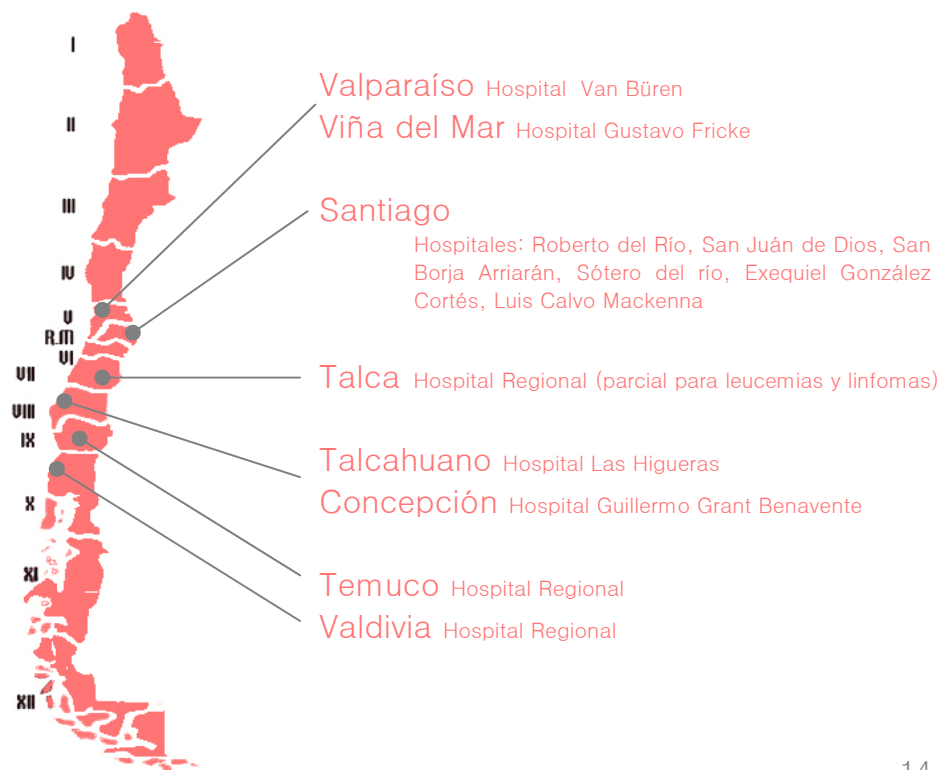 I
II
III
IV
V
R.M
VI
VII
VIII
IX
X
XI
XII
Valparaíso Hospital Van Büren
Viña del Mar Hospital Gustavo Fricke
Santiago
Hospitales: Roberto del Río, San Juán de Dios, San
Borja Arriarán, Sótero del río, Exequiel González
Cortés, Luis Calvo Mackenna
Talca Hospital Regional (parcial para leucemias y linfomas)
Talcahuano Hospital Las Higueras
Concepción Hospital Guillermo Grant Benavente
Temuco Hospital Regional
Valdivia Hospital Regional
14